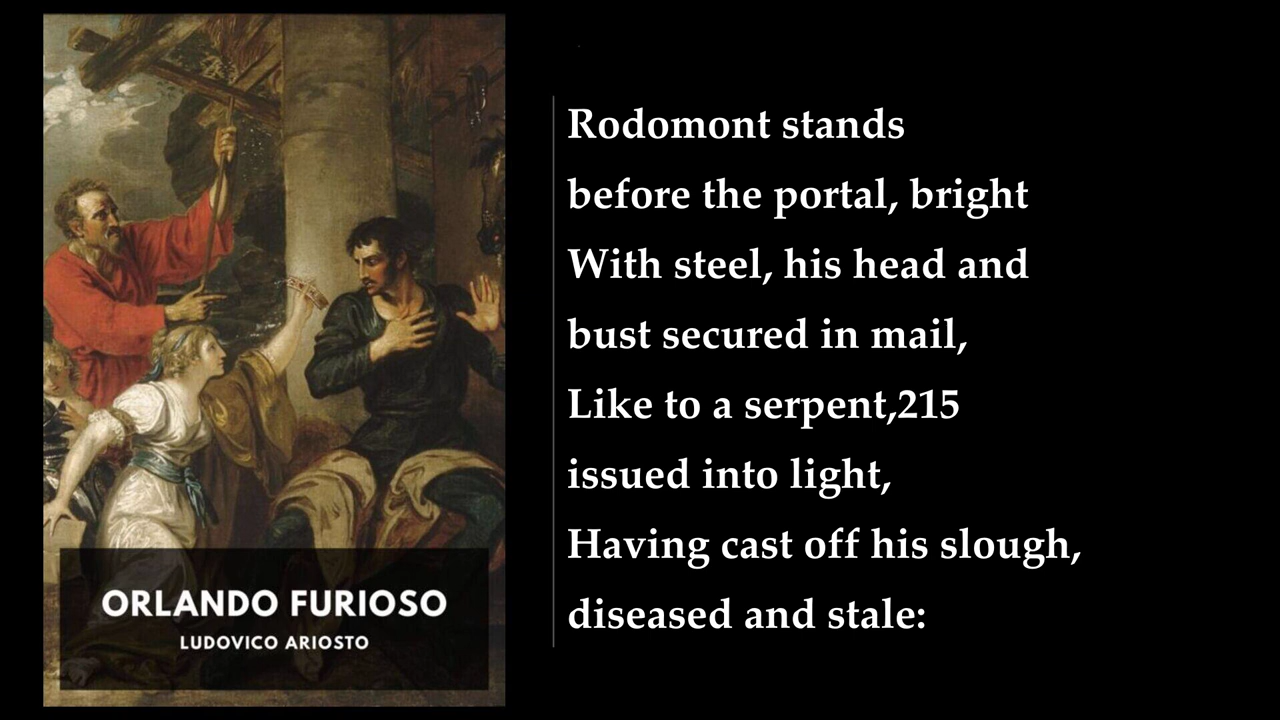 ORLANDO FURIOSO
LUDOVICO ARIOSTO
Rodomont stands
before the portal, bright
With steel, his head and
bust secured in mail,
Like to a serpent,215
issued into light,
Having cast off his slough,
diseased and stale: